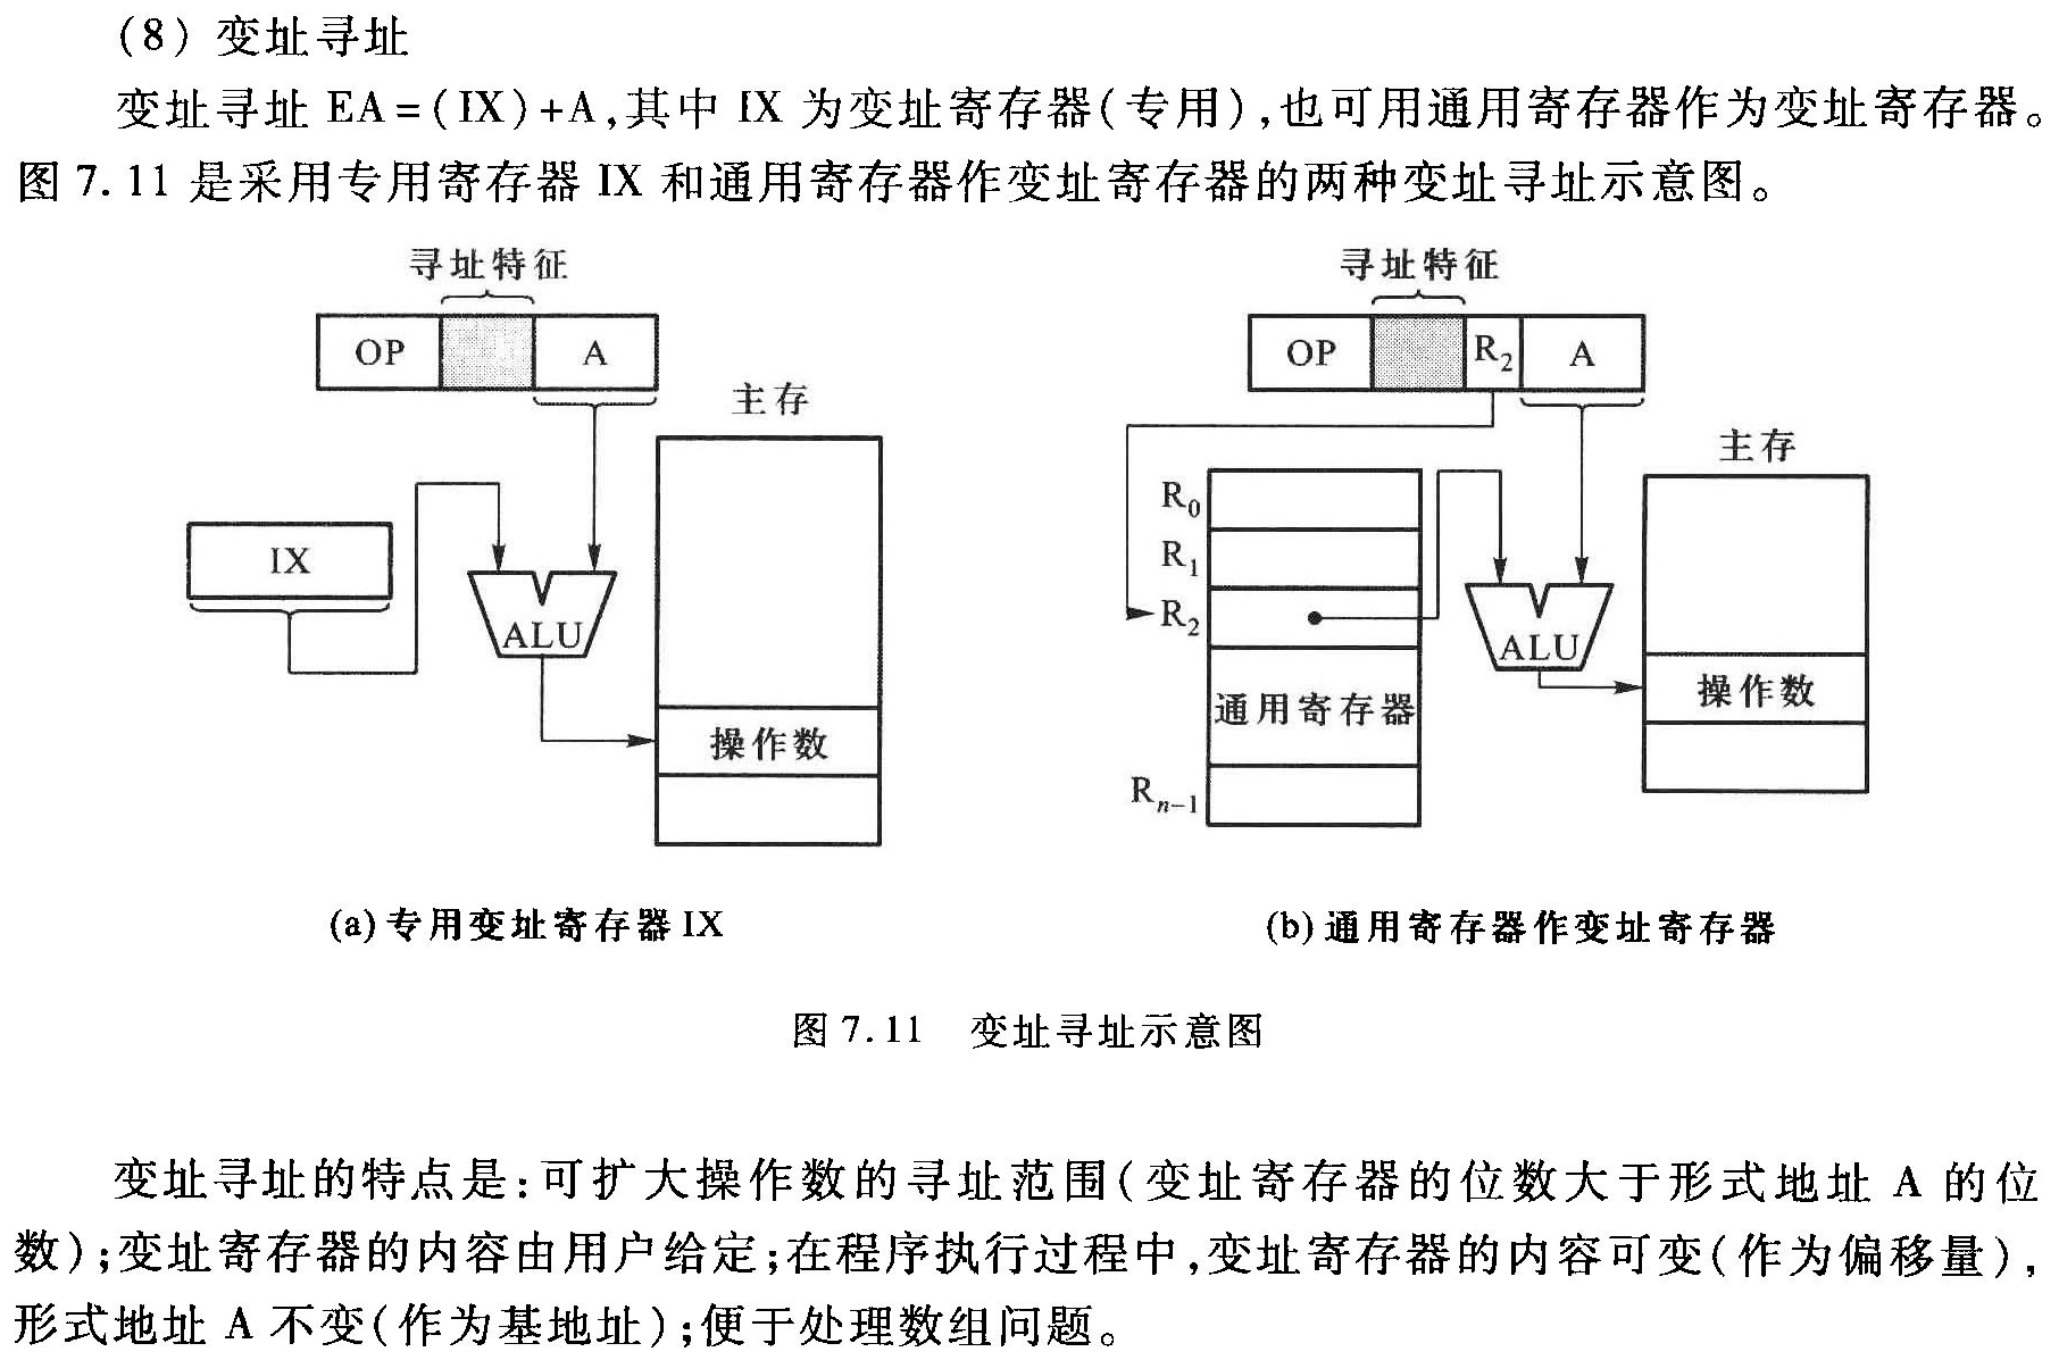 (8) 变址寻址
变址寻址 EA=(IX)+A,其中 IX 为变址寄存器(专用),也可用通用寄存器作为变址寄存器。
图 7.11 是采用专用寄存器 IX 和通用寄存器作变址寄存器的两种变址寻址示意图。
寻址特征
OP A
主存
IX
ALU
操作数
(a)专用变址寄存器 IX
寻址特征
OP R₂ A
主存
R₀
R₁
R₂
ALU
操作数
通用寄存器
Rₙ₋₁
(b)通用寄存器作变址寄存器
图 7.11 变址寻址示意图
变址寻址的特点是:可扩大操作数的寻址范围(变址寄存器的位数大于形式地址 A 的位
数);变址寄存器的内容由用户给定;在程序执行过程中,变址寄存器的内容可变(作为偏移量),
形式地址 A 不变(作为基地址);便于处理数组问题。